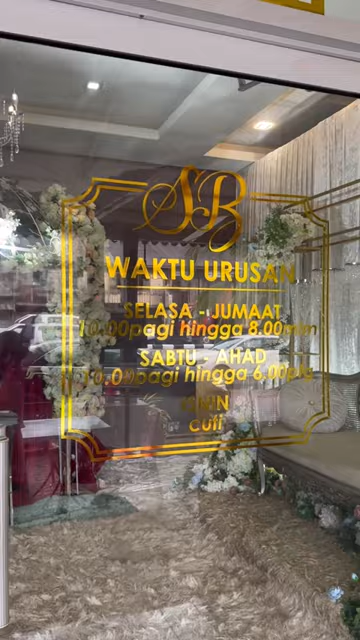 SB
WAKTU URUSAN
SELASA - JUMAAT
10.00pagi hingga 8.00mlm
SABTU - AHAD
10.00pagi hingga 6.00ptg
ISNIN
cuti